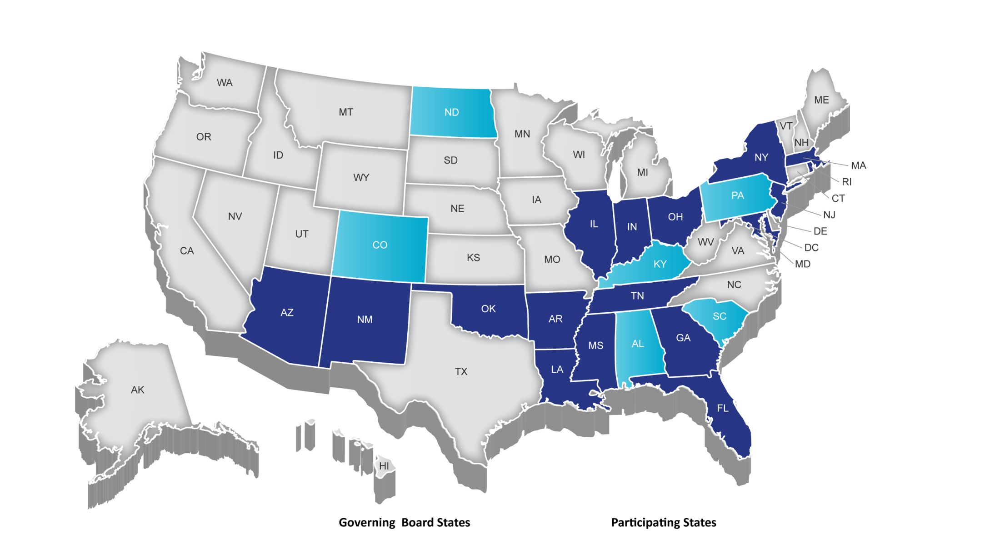 WA
MT
ND
MN
ME
VT
NH
OR
ID
SD
WI
MI
NY
MA
WY
RI
IA
PA
CT
NE
NV
IL
IN
OH
NJ
UT
DE
CO
WV
VA
DC
CA
KS
MO
KY
MD
NC
TN
AZ
NM
OK
AR
SC
MS
AL
GA
TX
LA
AK
FL
HI
Governing  Board States
Participating States